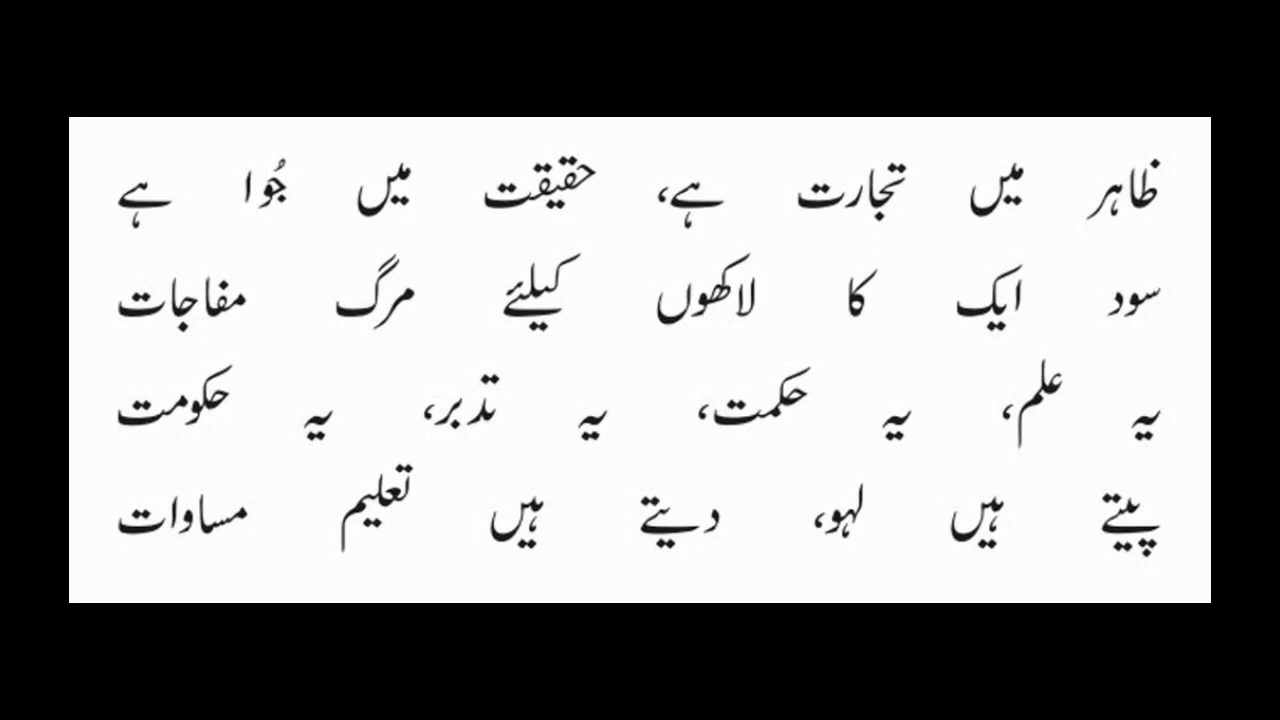 ظاہر میں تجارت ہے، حقیقت میں جُوا ہے
سود ایک کا لاکھوں کیلئے مرگ مفاجات
یہ علم، یہ حکمت، یہ تدبر، یہ حکومت
پیتے ہیں لہو، دیتے ہیں تعلیم مساوات